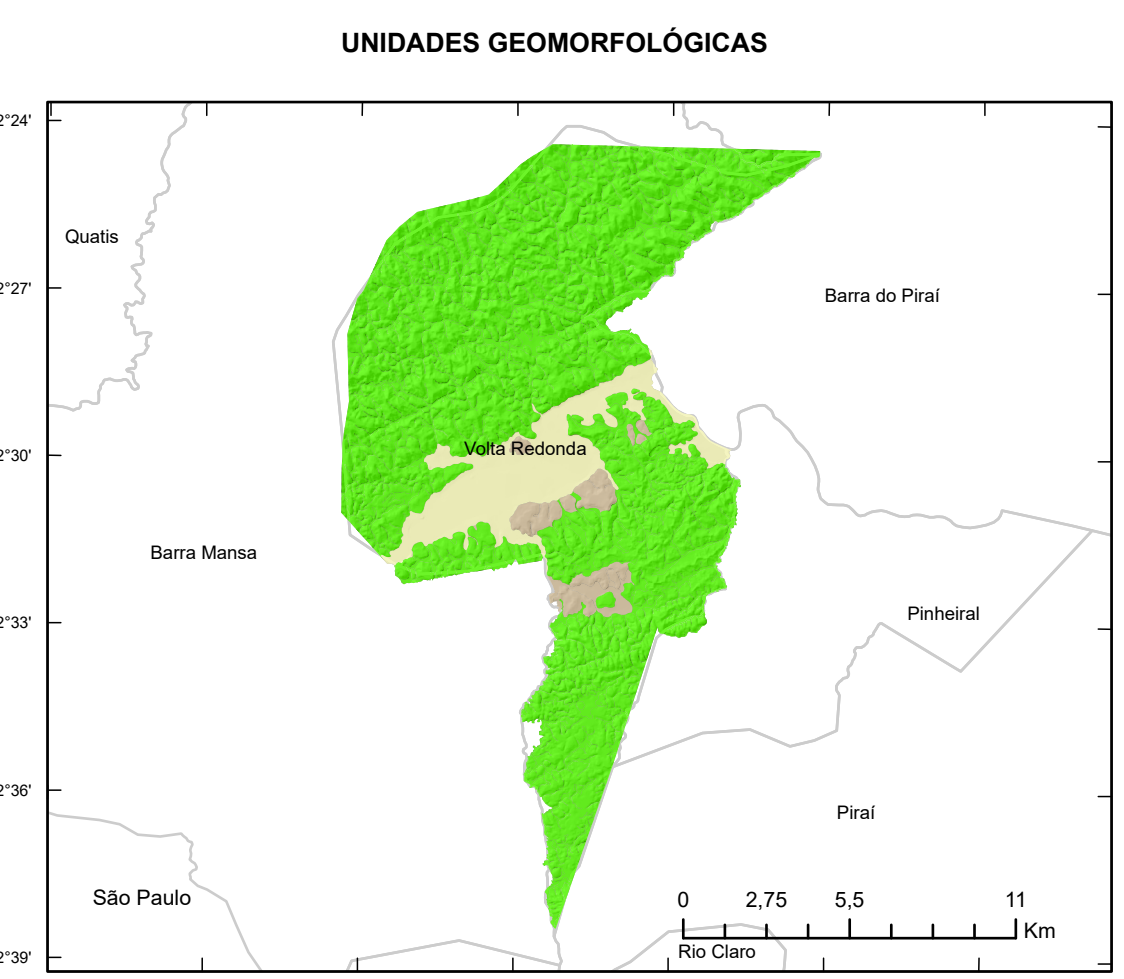 UNIDADES GEOMORFOLÓGICAS
2°24'
Quatis
2°27'
Barra do Piraí
2°30'
Volta Redonda
Barra Mansa
2°33'
Pinheiral
2°36'
Piraí
São Paulo
0 2,75 5,5 11
Km
Rio Claro
2°39'